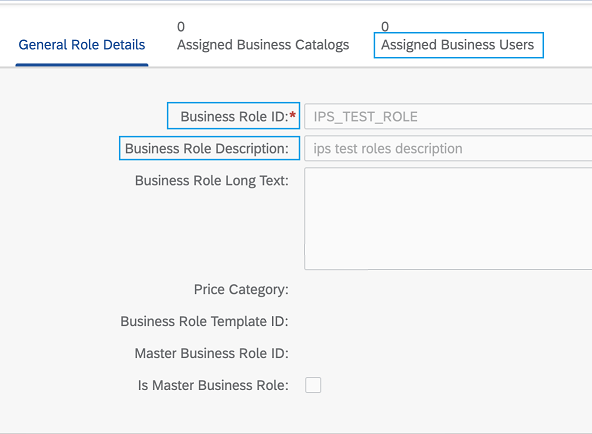 0 0
General Role Details Assigned Business Catalogs Assigned Business Users
Business Role ID:* IPS_TEST_ROLE
Business Role Description: ips test roles description
Business Role Long Text:
Price Category:
Business Role Template ID:
Master Business Role ID:
Is Master Business Role: